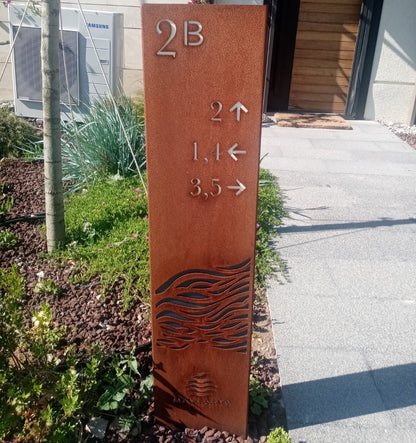 2B
2 ↑
1,4 ←
3,5 →
SAMSUNG